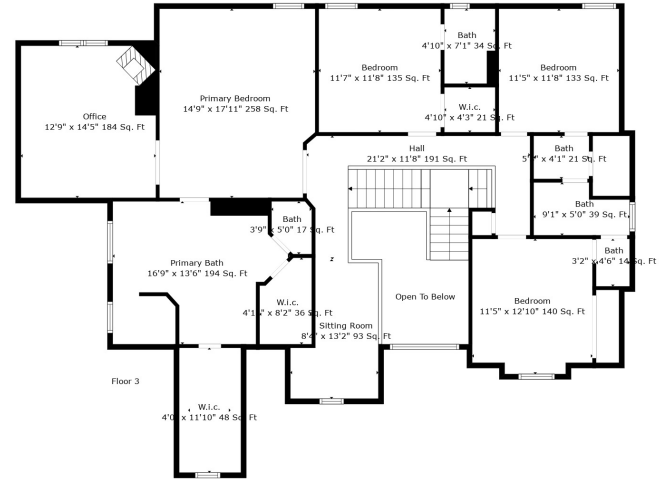 Bath
4'10" x 7'1" 34 Sq. Ft
Bedroom
11'7" x 11'8" 135 Sq. Ft
Bedroom
11'5" x 11'8" 133 Sq. Ft
Primary Bedroom
14'9" x 17'11" 258 Sq. Ft
W.i.c.
4'10" x 4'3" 21 Sq. Ft
Office
12'9" x 14'5" 184 Sq. Ft
Hall
21'2" x 11'8" 191 Sq. Ft
Bath
x 4'1" 21 Sq. Ft
Bath
9'1" x 5'0" 39 Sq. Ft
Bath
3'9" x 5'0" 17 Sq. Ft
Bath
3'2" x 4'6" 14 Sq. Ft
Primary Bath
16'9" x 13'6" 194 Sq. Ft
W.i.c.
x 8'2" 36 Sq. Ft
Open To Below
Bedroom
11'5" x 12'10" 140 Sq. Ft
Sitting Room
8'4" x 13'2" 93 Sq. Ft
Floor 3
W.i.c.
4'0" x 11'10" 48 Sq. Ft